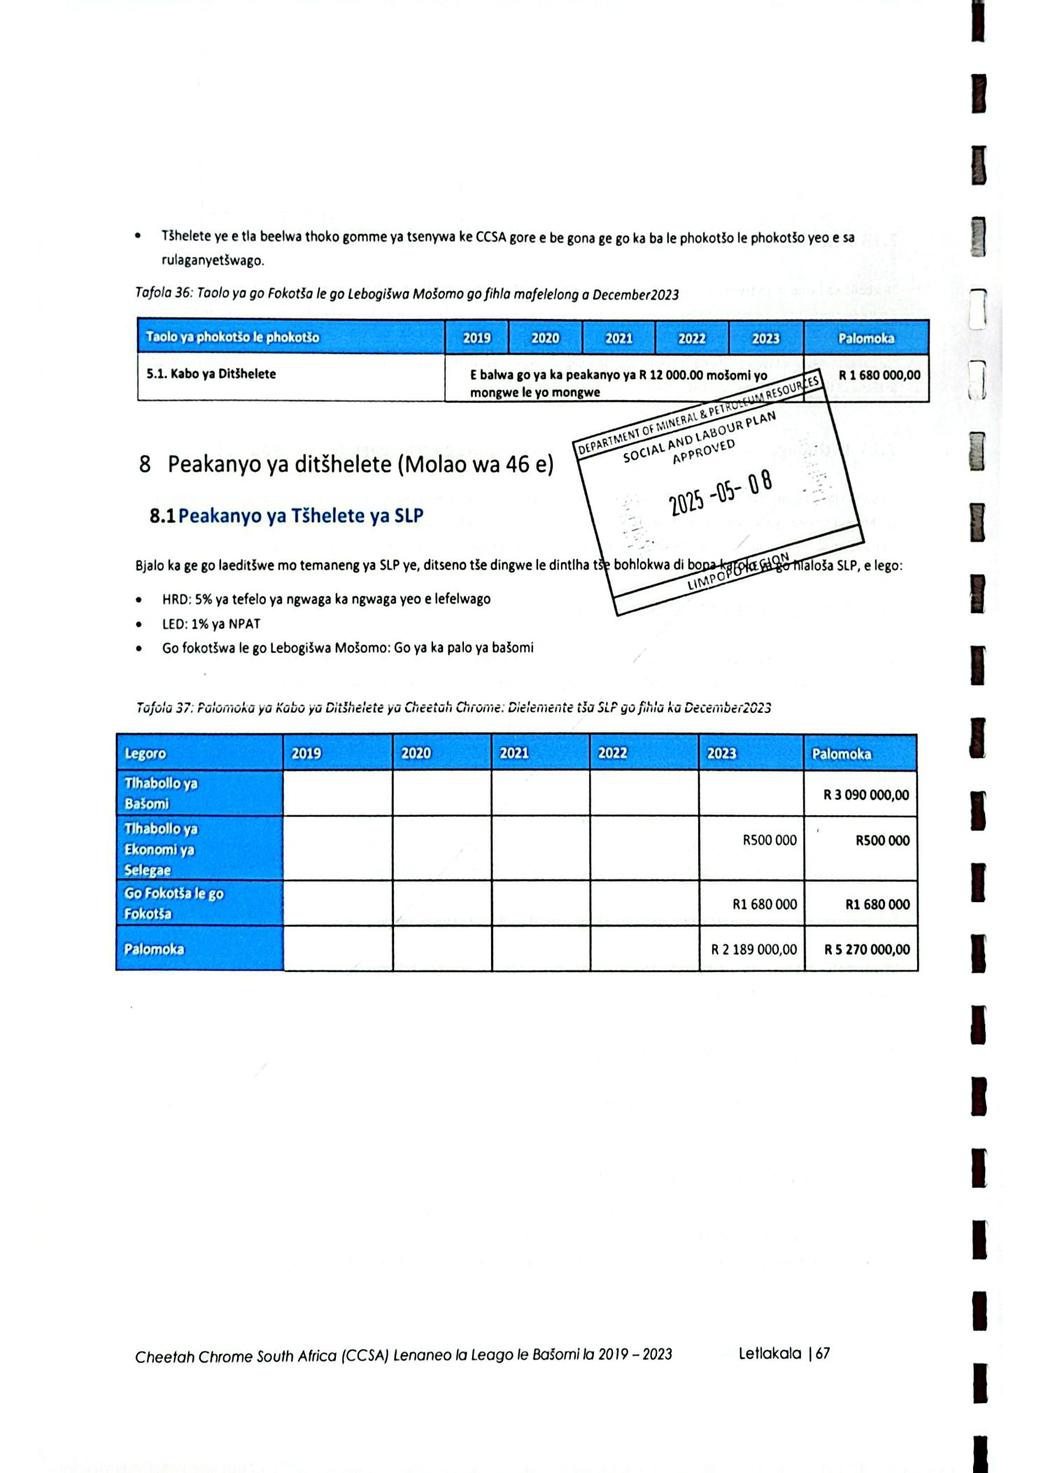 • Tšhelete ye e tla beelwa thoko gomme ya tsenywa ke CCSA gore e be gona ge go ka ba le phokotšo le phokotšo yeo e sa
rulaganyetšwago.
Tafola 36: Taolo ya go Fokotša le go Lebogišwa Mošomo go fihla mafelelong a December2023
Taolo ya phokotšo le phokotšo 2019 2020 2021 2022 2023 Palomoka
5.1. Kabo ya Ditšhelete E balwa go ya ka peakanyo ya R 12 000.00 mošomi yo R 1 680 000,00
mongwe le yo mongwe
DEPARTMENT OF MINERAL & PETROLEUM RESOURCES
SOCIAL AND LABOUR PLAN
APPROVED
2025 -05- 08
LIMPOPO REGION
8 Peakanyo ya ditšhelete (Molao wa 46 e)
8.1 Peakanyo ya Tšhelete ya SLP
Bjalo ka ge go laeditšwe mo temaneng ya SLP ye, ditseno tše dingwe le dintlha tše bohlokwa di bopa go hlaloša SLP, e lego:
• HRD: 5% ya tefelo ya ngwaga ka ngwaga yeo e lefelwago
• LED: 1% ya NPAT
• Go fokotšwa le go Lebogišwa Mošomo: Go ya ka palo ya bašomi
Tafola 37: Palomoka ya Kabo ya Ditšhelete ya Cheetah Chrome: Dielemente tša SLP go fihla ka December2023
Legoro 2019 2020 2021 2022 2023 Palomoka
Tlhabollo ya
Bašomi R 3 090 000,00
Tlhabollo ya
Ekonomi ya R500 000 R500 000
Selegae
Go Fokotša le go
Fokotša R1 680 000 R1 680 000
Palomoka R 2 189 000,00 R 5 270 000,00
Cheetah Chrome South Africa (CCSA) Lenaneo la Leago le Bašomi la 2019 – 2023 Letlakala | 67